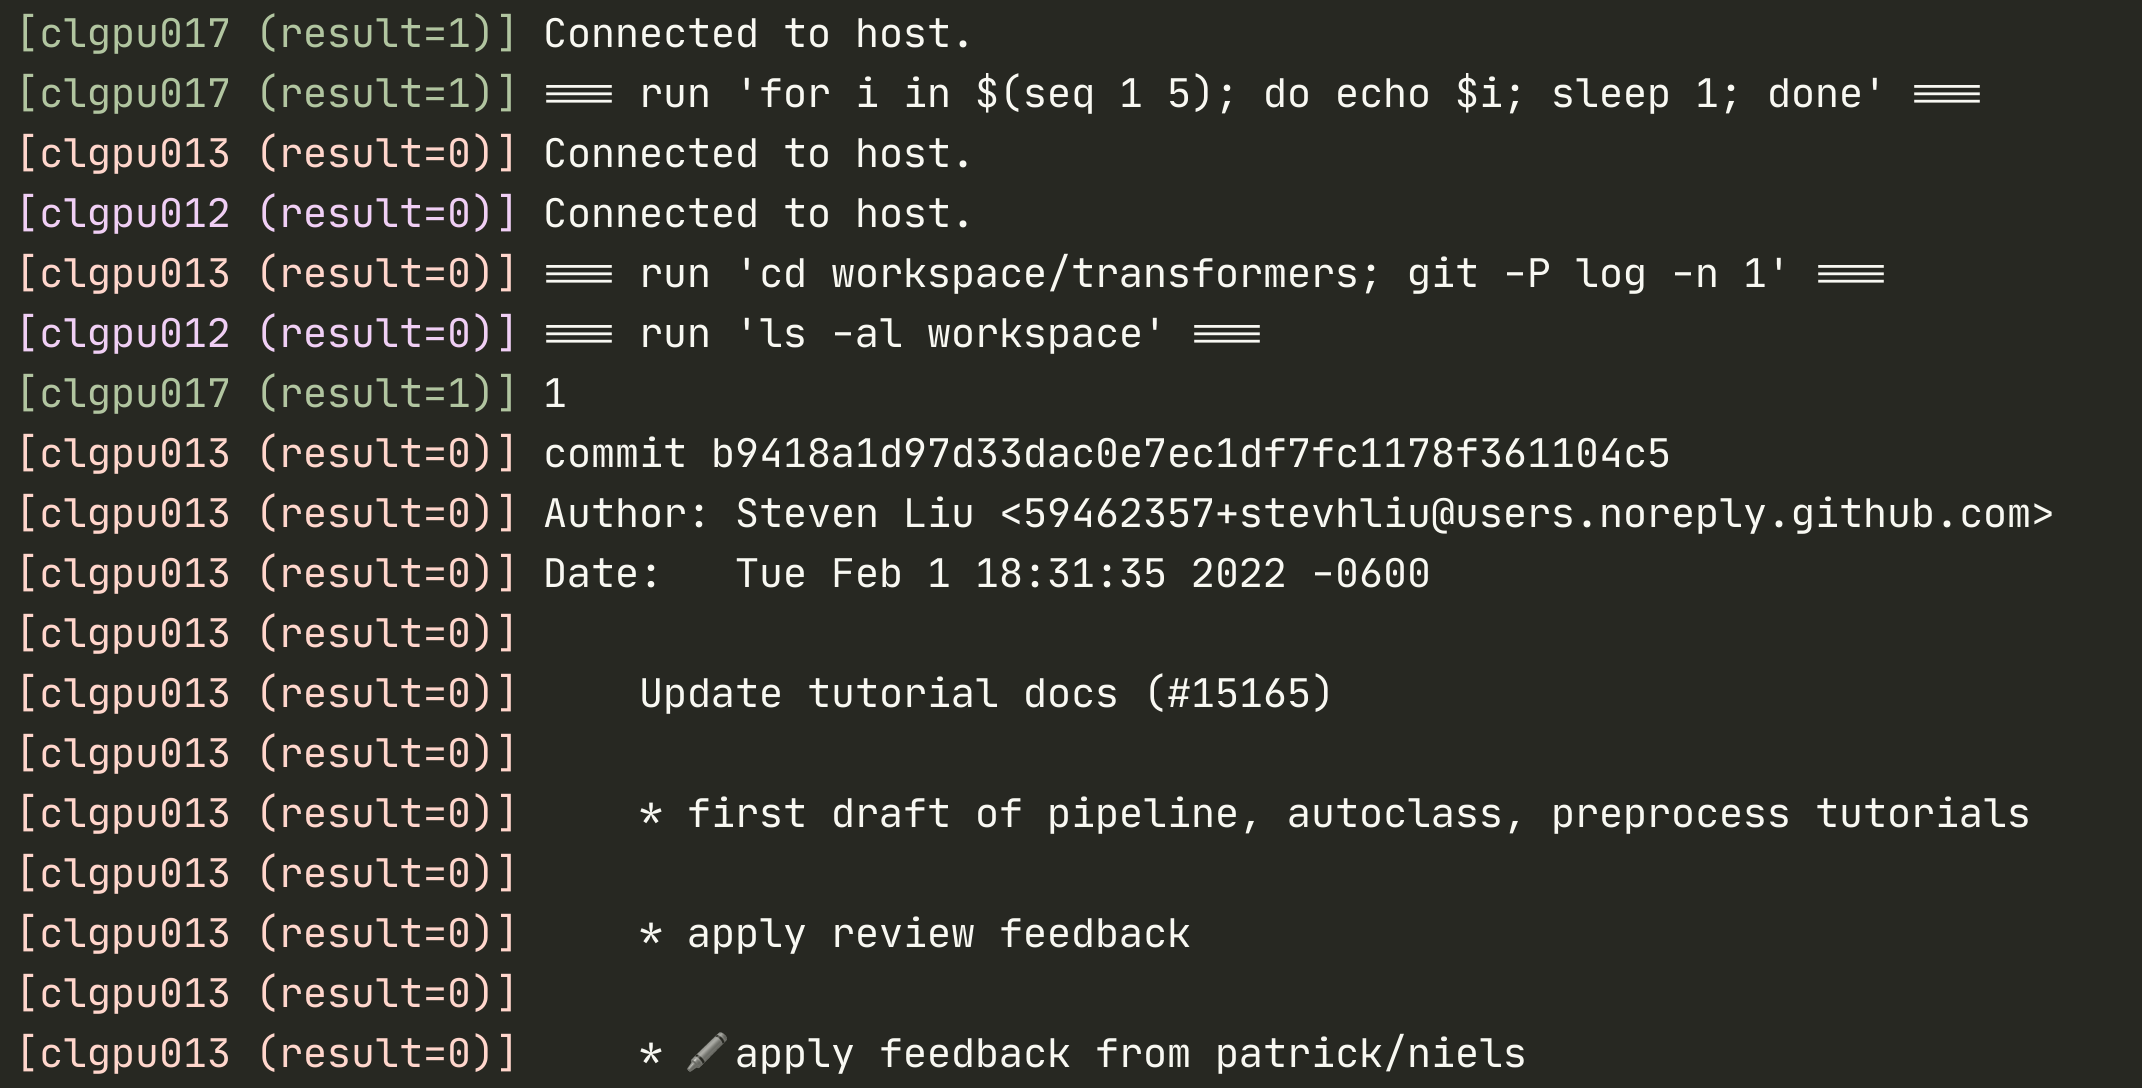 [clgpu017 (result=1)] Connected to host.
[clgpu017 (result=1)] === run 'for i in $(seq 1 5); do echo $i; sleep 1; done' ===
[clgpu013 (result=0)] Connected to host.
[clgpu012 (result=0)] Connected to host.
[clgpu013 (result=0)] === run 'cd workspace/transformers; git -P log -n 1' ===
[clgpu012 (result=0)] === run 'ls -al workspace' ===
[clgpu017 (result=1)] 1
[clgpu013 (result=0)] commit b9418a1d97d33dac0e7ec1df7fc1178f361104c5
[clgpu013 (result=0)] Author: Steven Liu <59462357+stevhliu@users.noreply.github.com>
[clgpu013 (result=0)] Date:   Tue Feb 1 18:31:35 2022 -0600
[clgpu013 (result=0)]
[clgpu013 (result=0)]     Update tutorial docs (#15165)
[clgpu013 (result=0)]
[clgpu013 (result=0)]     * first draft of pipeline, autoclass, preprocess tutorials
[clgpu013 (result=0)]
[clgpu013 (result=0)]     * apply review feedback
[clgpu013 (result=0)]
[clgpu013 (result=0)]     * 🖍 apply feedback from patrick/niels